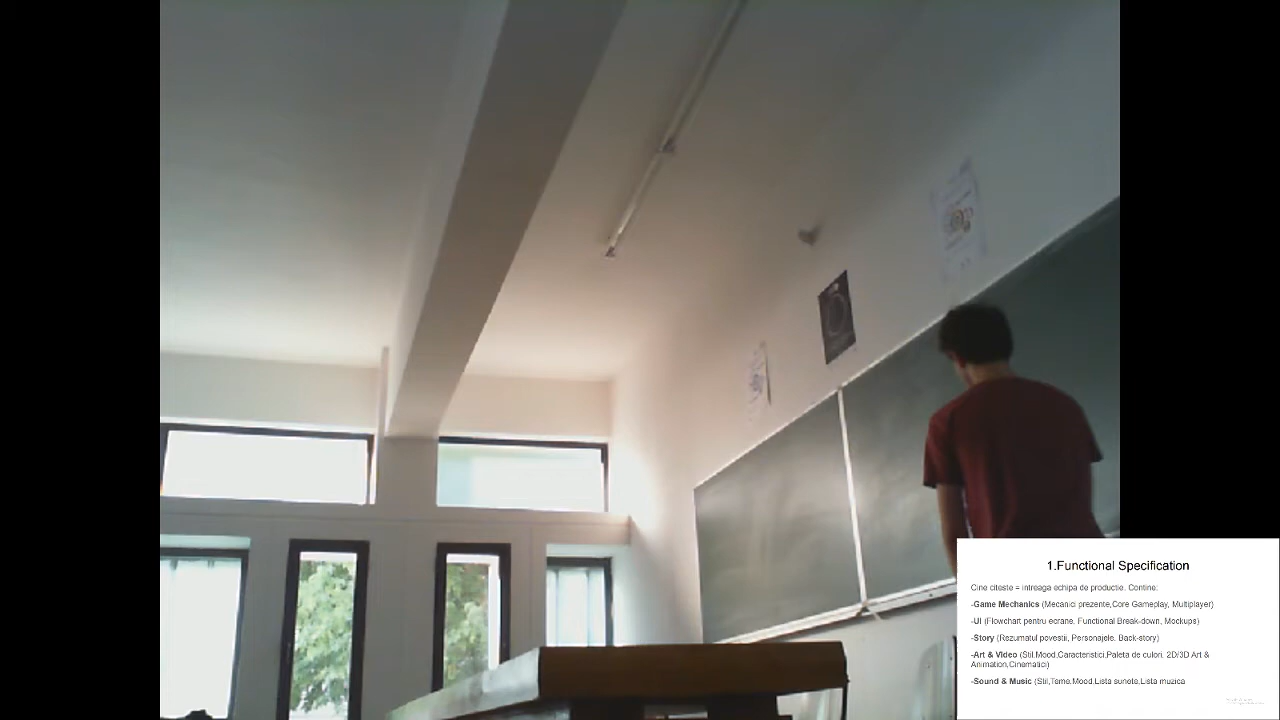 1.Functional Specification
Cine citeste = intreaga echipa de productie. Contine:
-Game Mechanics (Mecanici prezente,Core Gameplay, Multiplayer)
-UI (Flowchart pentru ecrane. Functional Break-down, Mockups)
-Story (Rezumatul povestii, Personajele. Back-story)
-Art & Video (Stil.Mood.Caracteristici,Paleta de culori. 2D/3D Art &
Animation,Cinematici)
-Sound & Music (Stil,Teme.Mood.Lista sunete.Lista muzica